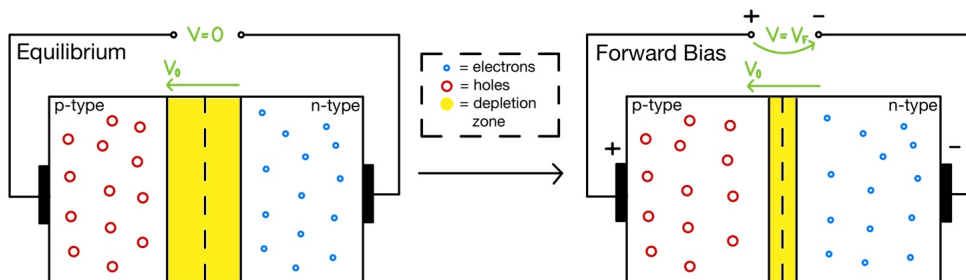 Equilibrium
V=0
V₀
p-type
n-type
= electrons
= holes
= depletion
zone
Forward Bias
+ −
V=V_F
V₀
p-type
n-type
+
−